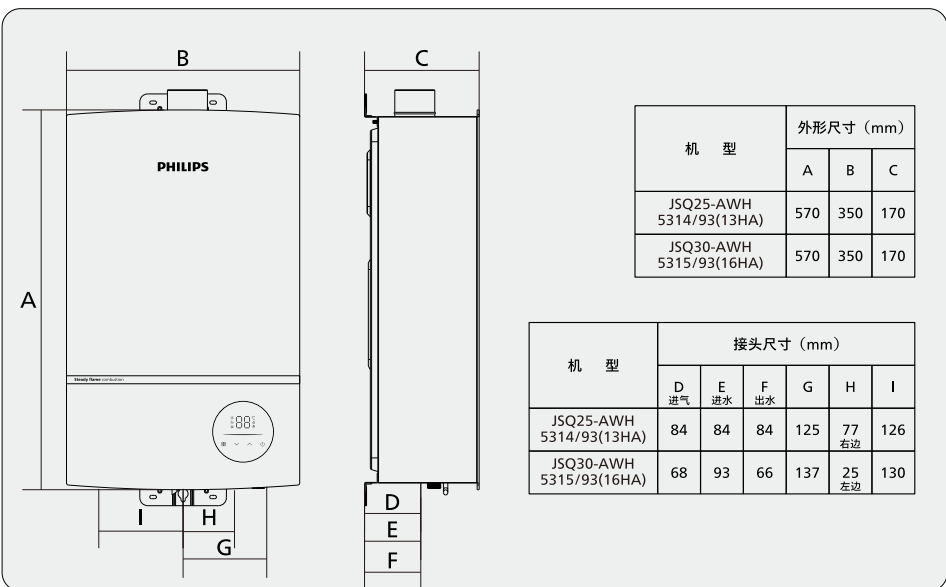 B
C
PHILIPS
A
Steady flame combustion
88
I
H
G
D
E
F
机 型
外形尺寸（mm）
A B C
JSQ25-AWH
5314/93(13HA)
570 350 170
JSQ30-AWH
5315/93(16HA)
570 350 170
机 型
接头尺寸（mm）
D E F G H I
进气 进水 出水
JSQ25-AWH
5314/93(13HA)
84 84 84 125 77 126
右边
JSQ30-AWH
5315/93(16HA)
68 93 66 137 25 130
左边